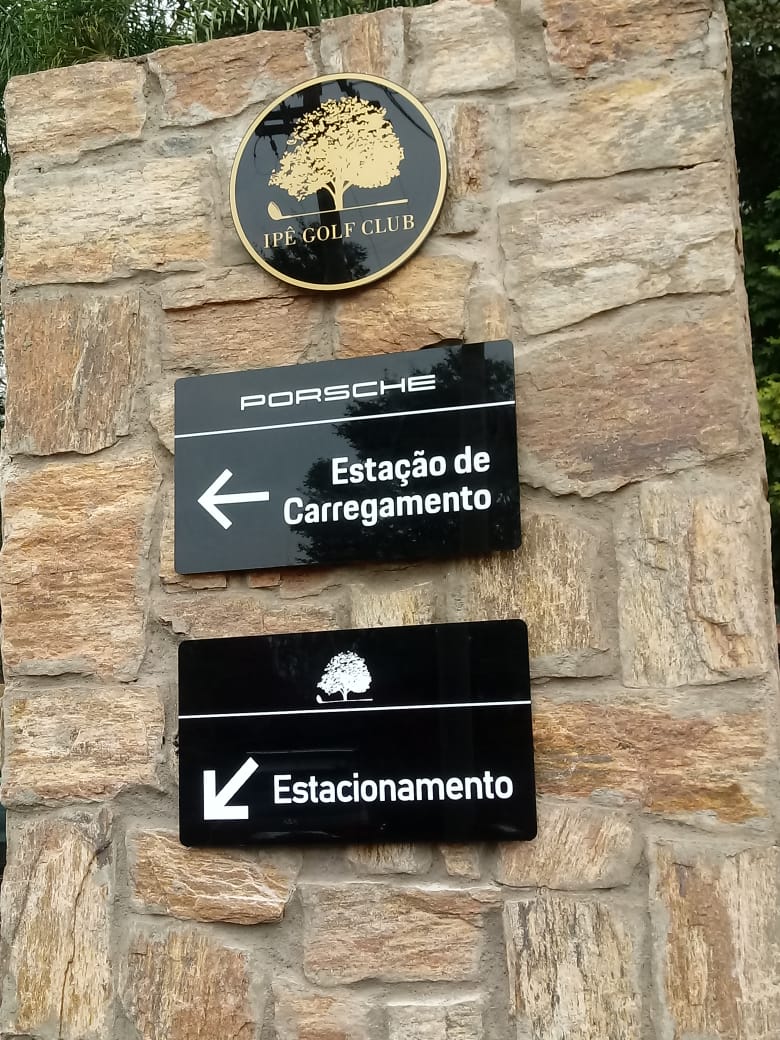 IPÊ GOLF CLUB
PORSCHE
Estação de
Carregamento
Estacionamento